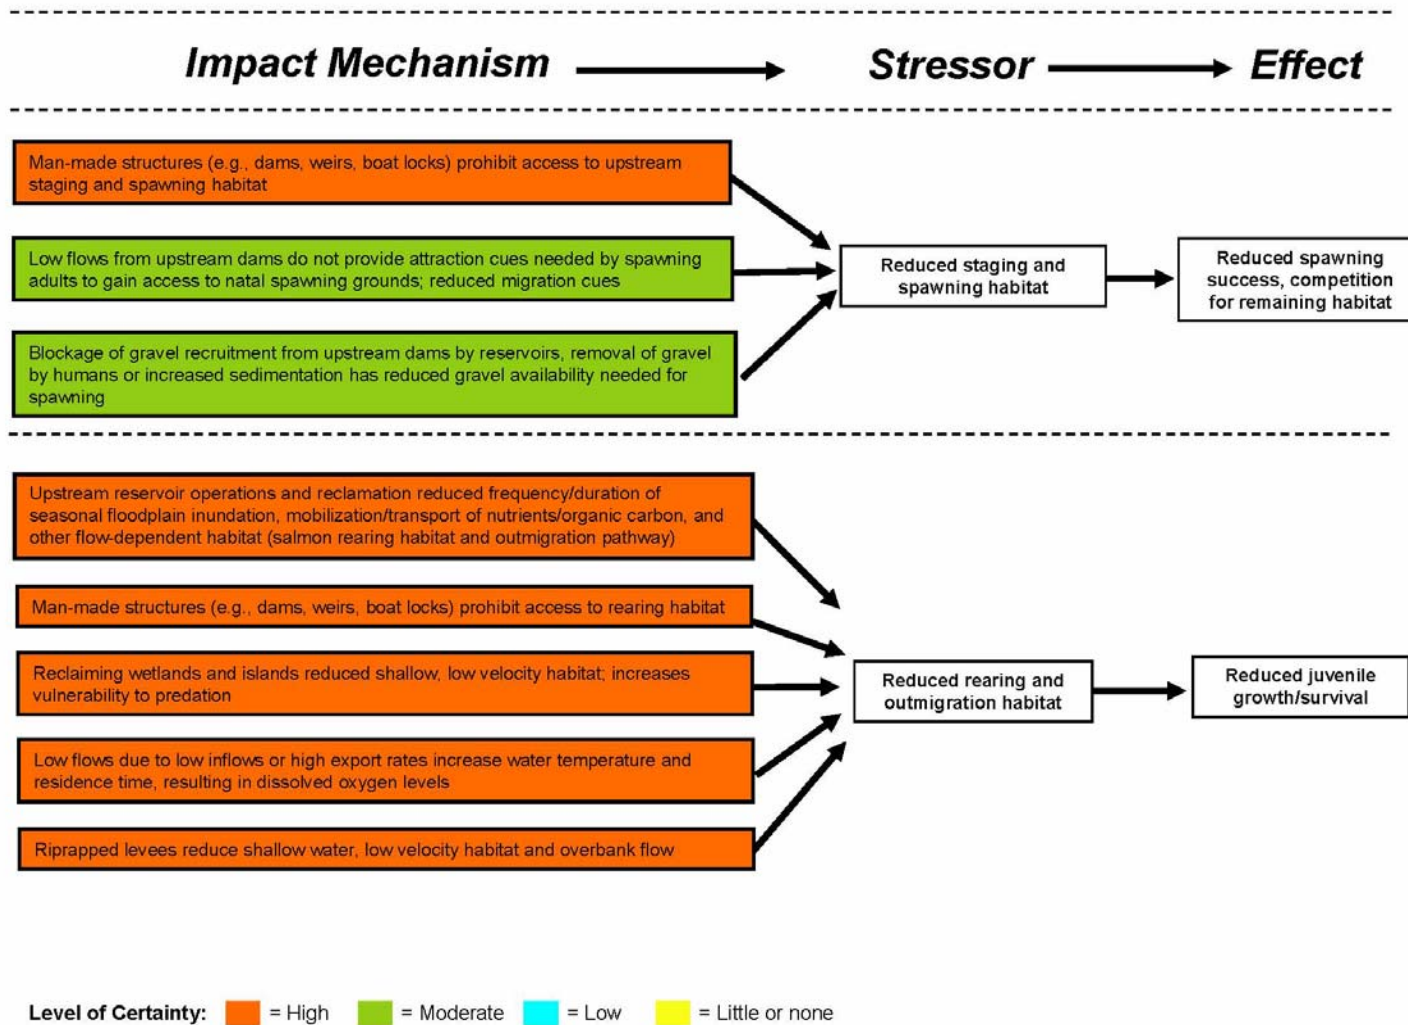 Impact Mechanism Stressor Effect
Man-made structures (e.g., dams, weirs, boat locks) prohibit access to upstream
staging and spawning habitat
Low flows from upstream dams do not provide attraction cues needed by spawning
adults to gain access to natal spawning grounds; reduced migration cues
Blockage of gravel recruitment from upstream dams by reservoirs, removal of gravel
by humans or increased sedimentation has reduced gravel availability needed for
spawning
Reduced staging and
spawning habitat
Reduced spawning
success, competition
for remaining habitat
Upstream reservoir operations and reclamation reduced frequency/duration of
seasonal floodplain inundation, mobilization/transport of nutrients/organic carbon, and
other flow-dependent habitat (salmon rearing habitat and outmigration pathway)
Man-made structures (e.g., dams, weirs, boat locks) prohibit access to rearing habitat
Reclaiming wetlands and islands reduced shallow, low velocity habitat; increases
vulnerability to predation
Low flows due to low inflows or high export rates increase water temperature and
residence time, resulting in dissolved oxygen levels
Riprapped levees reduce shallow water, low velocity habitat and overbank flow
Reduced rearing and
outmigration habitat
Reduced juvenile
growth/survival
Level of Certainty: = High = Moderate = Low = Little or none